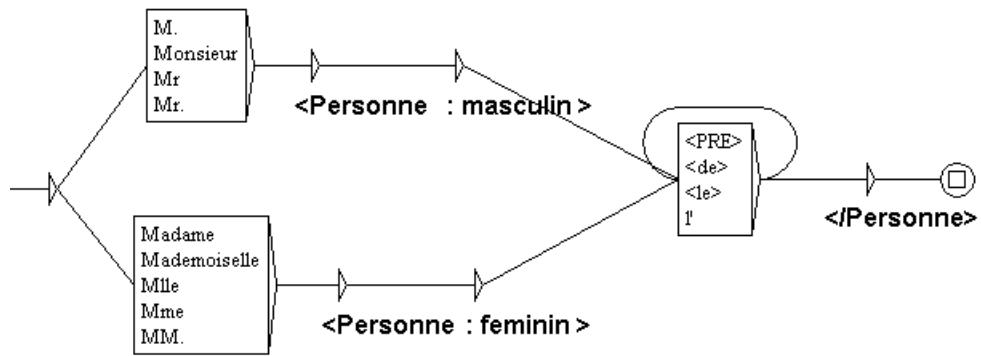 M.
Monsieur
Mr
Mr.
<Personne : masculin >
<PRE>
<de>
<le>
l'
</Personne>
Madame
Mademoiselle
Mlle
Mme
MM.
<Personne : feminin >